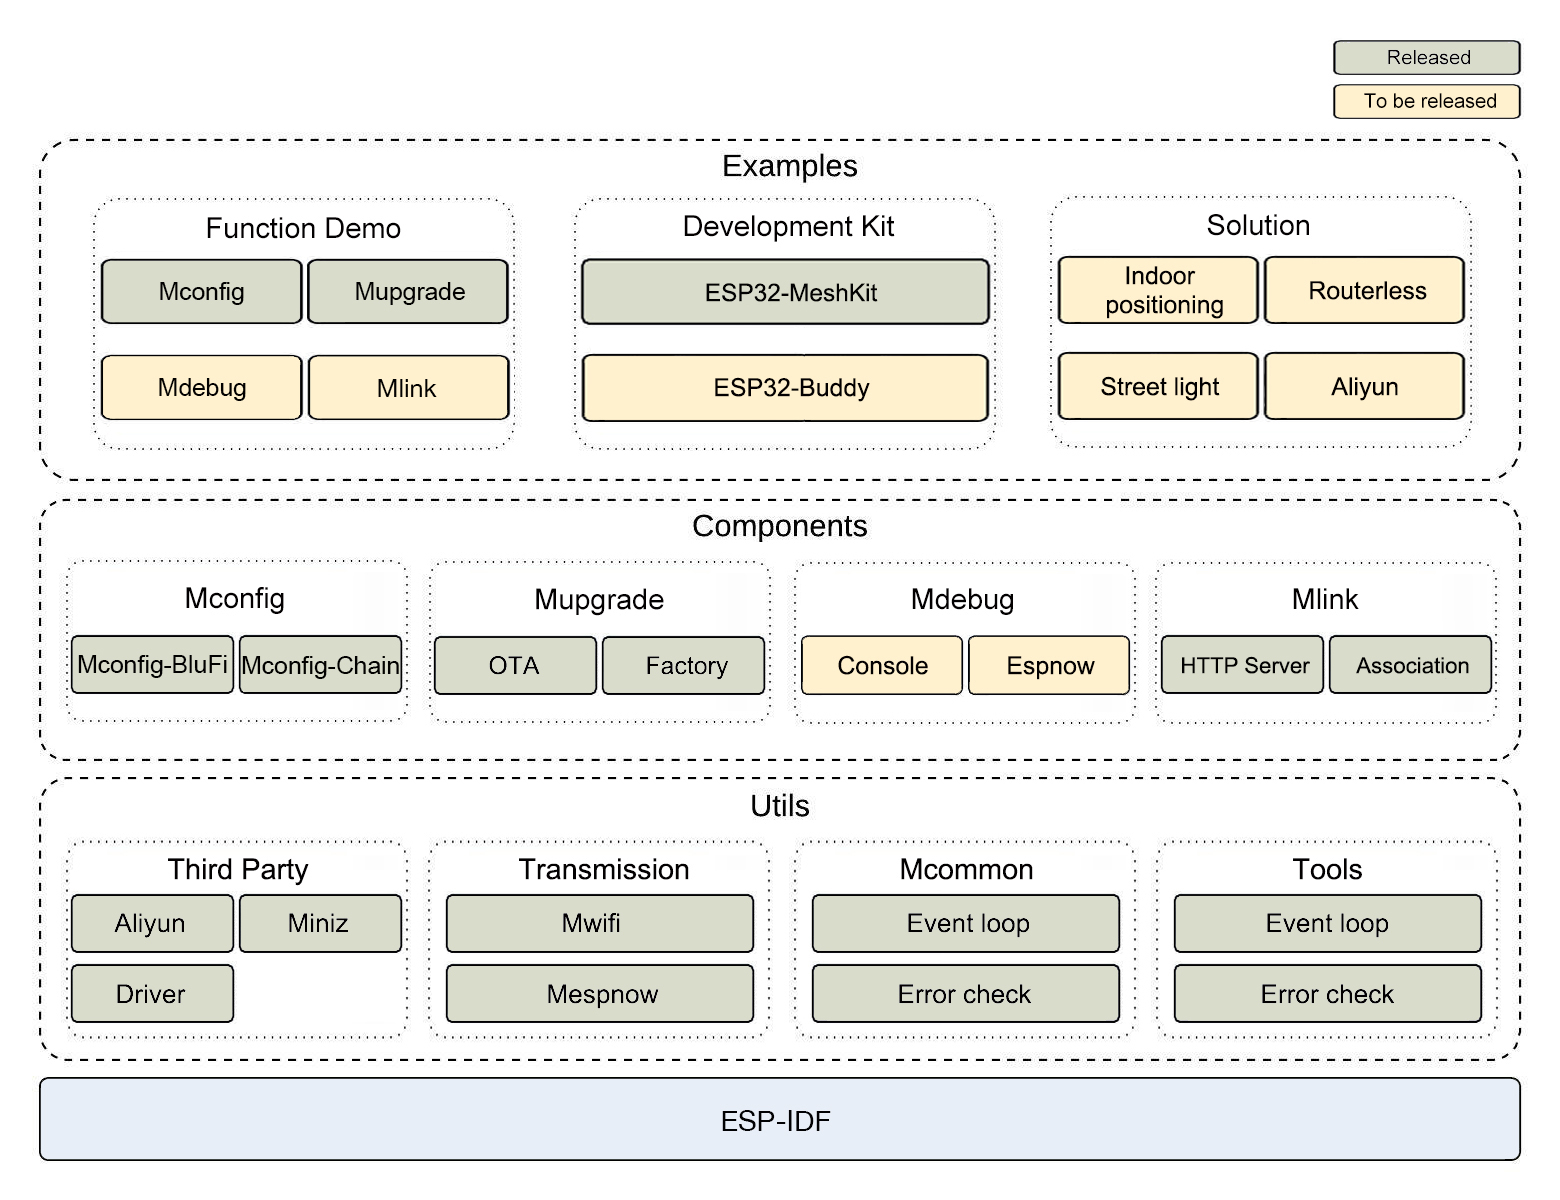 Released
To be released
Examples
Function Demo
Mconfig
Mupgrade
Mdebug
Mlink
Development Kit
ESP32-MeshKit
ESP32-Buddy
Solution
Indoor
positioning
Routerless
Street light
Aliyun
Components
Mconfig
Mconfig-BluFi
Mconfig-Chain
Mupgrade
OTA
Factory
Mdebug
Console
Espnow
Mlink
HTTP Server
Association
Utils
Third Party
Aliyun
Miniz
Driver
Transmission
Mwifi
Mespnow
Mcommon
Event loop
Error check
Tools
Event loop
Error check
ESP-IDF